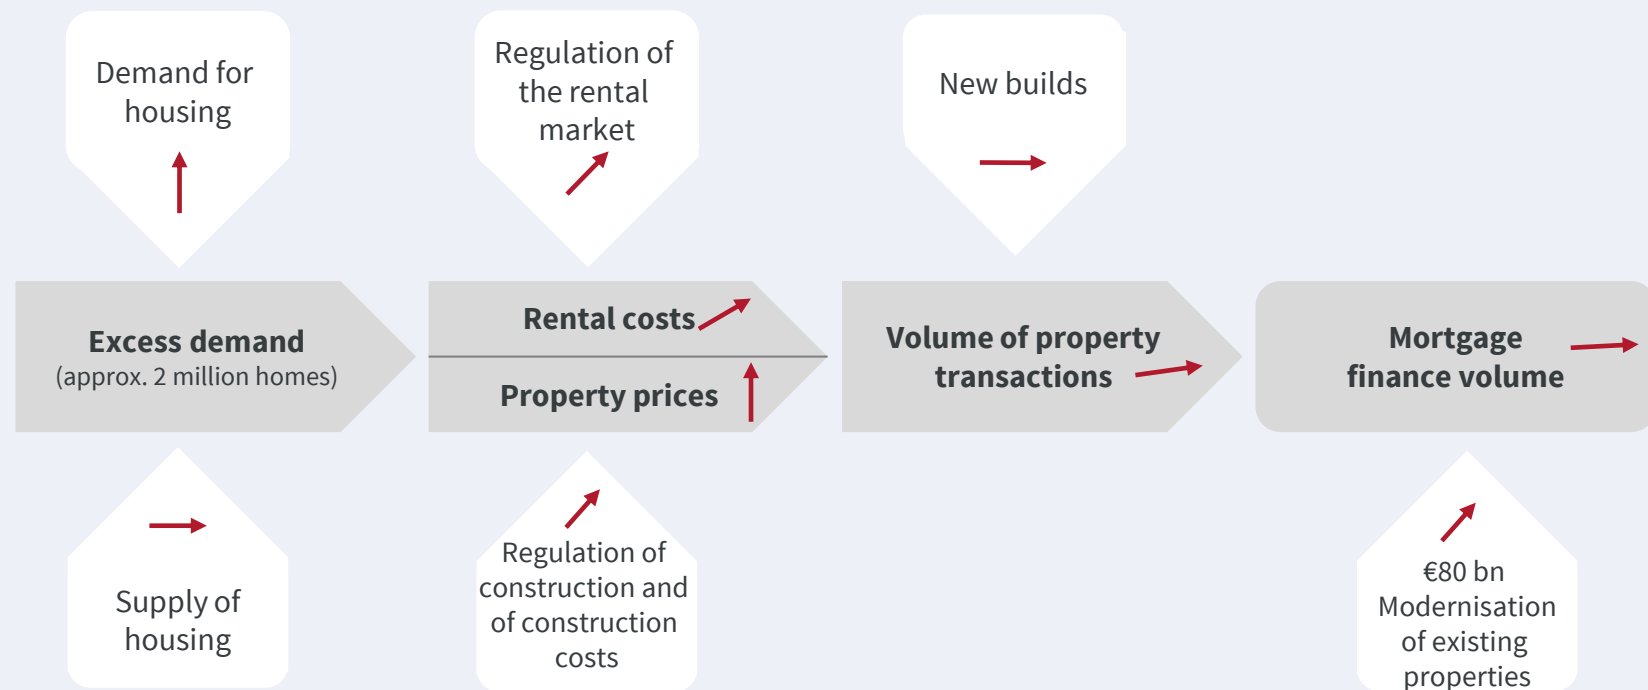 Demand for
housing
Regulation of
the rental
market
New builds
Excess demand
(approx. 2 million homes)
Rental costs
Property prices
Volume of property
transactions
Mortgage
finance volume
Supply of
housing
Regulation of
construction and
of construction
costs
€80 bn
Modernisation
of existing
properties